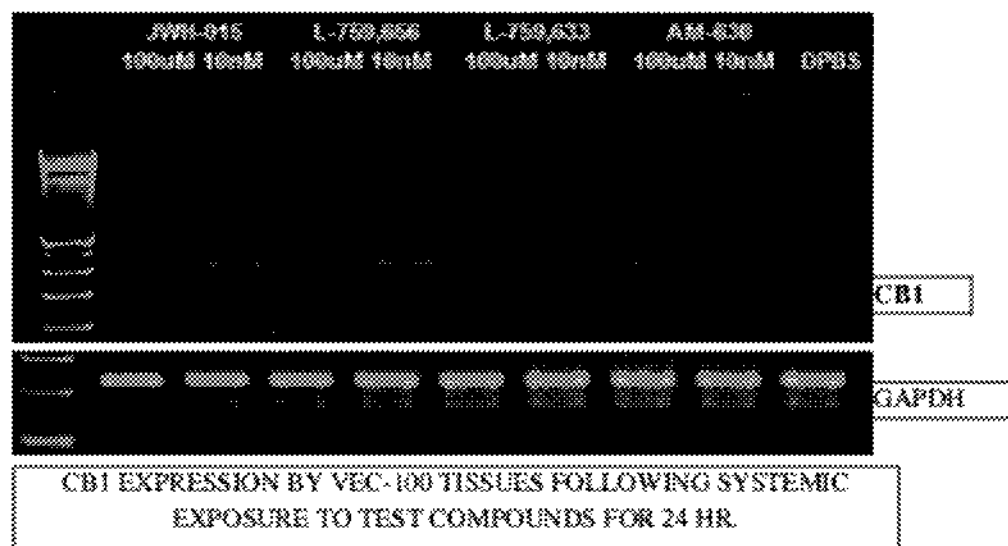 JWH-015 L-759,656 L-759,633 AM-630
100uM 10nM 100uM 10nM 100uM 10nM 100uM 10nM DPBS
CB1
GAPDH
CB1 EXPRESSION BY VEC-100 TISSUES FOLLOWING SYSTEMIC
EXPOSURE TO TEST COMPOUNDS FOR 24 HR.